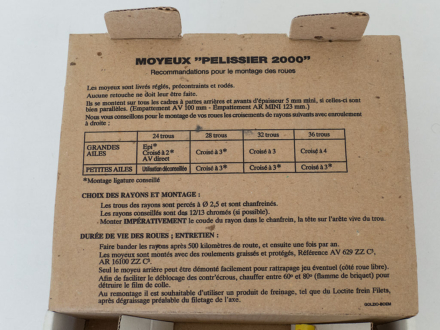 MOYEUX "PELISSIER 2000"
Recommandations pour le montage des roues
Les moyeux sont livrés réglés, précontraints et rodés.
Aucune retouche ne doit leur être faite.
Ils se montent sur tous les cadres à pattes arrières et avants d'épaisseur 5 mm mini, si celles-ci sont
bien parallèles. (Empattement AV 100 mm - Empattement AR MINI 123 mm.)
Nous vous conseillons pour le montage de vos roues les croisements de rayons suivants avec enroulement
à droite :
24 trous 28 trous 32 trous 36 trous
GRANDES AILES Epi* Croisé à 2* AV direct Croisé à 3* Croisé à 3 Croisé à 4
PETITES AILES Utilisation déconseillée Croisé à 3* Croisé à 3* Croisé à 3*
*Montage ligature conseillé
CHOIX DES RAYONS ET MONTAGE :
- Les trous des rayons sont percés à Ø 2,5 et sont chanfreinés.
- Les rayons conseillés sont des 12/13 chromés (si possible).
- Monter IMPÉRATIVEMENT le coude du rayon dans le chanfrein, la tête sur l'arête vive du trou.
DURÉE DE VIE DES ROUES ; ENTRETIEN :
- Faire bander les rayons après 500 kilomètres de route, et ensuite une fois par an.
- Les moyeux sont montés avec des roulements graissés et protégés. Référence AV 629 ZZ C³,
AR 16100 ZZ C³.
- Seul le moyeu arrière peut être démonté facilement pour rattrapage jeu éventuel (côté roue libre).
Afin de faciliter le déblocage des contr'écrous, chauffer entre 60° et 80° (flamme de briquet) pour
détruire le film de colle.
- Au remontage il est souhaitable d'utiliser un produit de freinage, tel que du Loctite frein Filets,
après dégraissage préalable du filetage de l'axe.